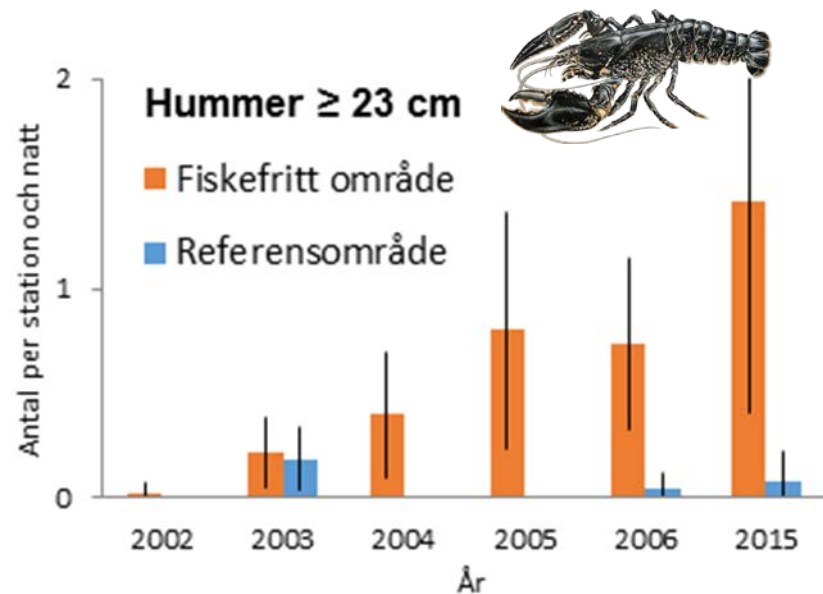 Hummer ≥ 23 cm
Fiskefritt område
Referensområde
Antal per station och natt
2
1
0
2002 2003 2004 2005 2006 2015
År